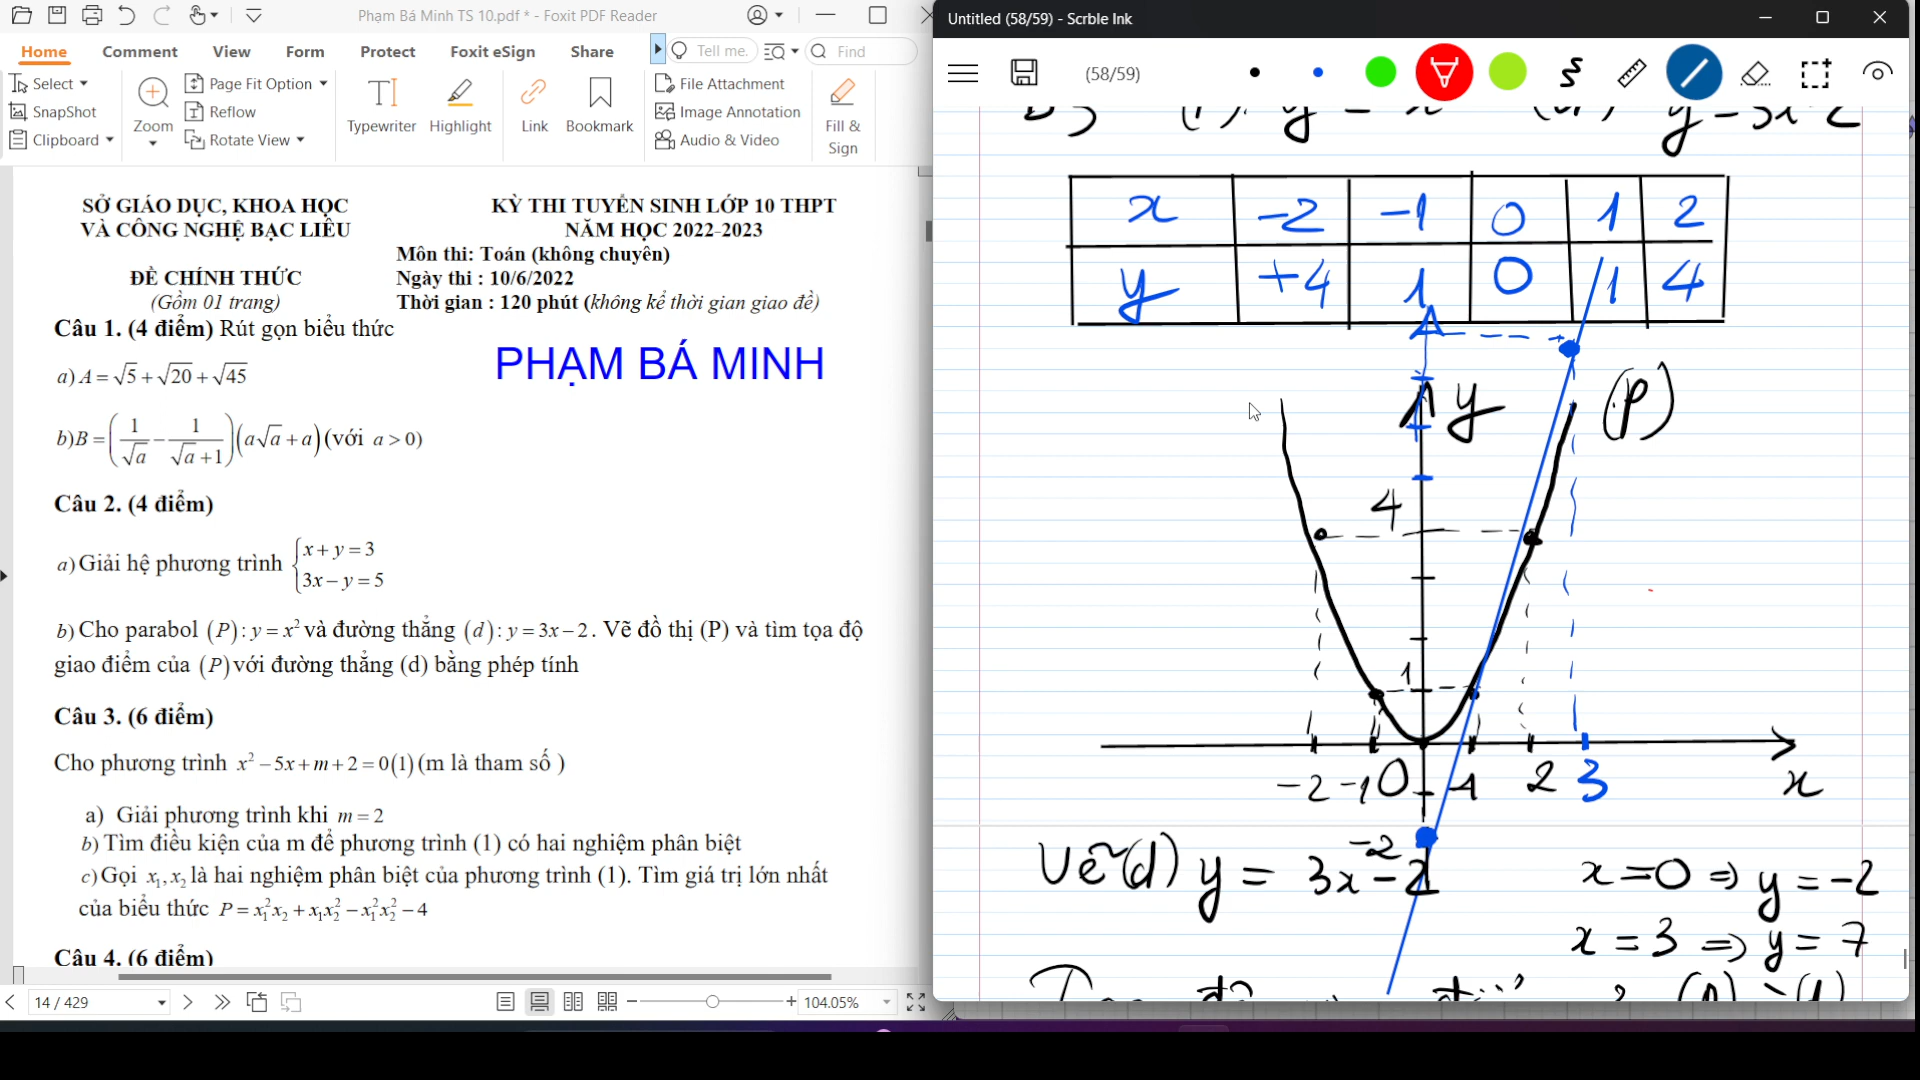 Phạm Bá Minh TS 10.pdf * - Foxit PDF Reader
Home Comment View Form Protect Foxit eSign Share Tell me. Find
Select
SnapShot
Clipboard
Zoom
Page Fit Option
Reflow
Rotate View
Typewriter
Highlight
Link
Bookmark
File Attachment
Image Annotation
Audio & Video
Fill &
Sign
SỞ GIÁO DỤC, KHOA HỌC
VÀ CÔNG NGHỆ BẠC LIÊU
ĐỀ CHÍNH THỨC
(Gồm 01 trang)
KỲ THI TUYỂN SINH LỚP 10 THPT
NĂM HỌC 2022-2023
Môn thi: Toán (không chuyên)
Ngày thi : 10/6/2022
Thời gian : 120 phút (không kể thời gian giao đề)
Câu 1. (4 điểm) Rút gọn biểu thức
PHẠM BÁ MINH
a) A = √5 + √20 + √45
b)B = (1/√a − 1/(√a+1))(a√a + a)(với a > 0)
Câu 2. (4 điểm)
a) Giải hệ phương trình {x + y = 3
3x − y = 5
b) Cho parabol (P): y = x² và đường thẳng (d): y = 3x − 2. Vẽ đồ thị (P) và tìm tọa độ
giao điểm của (P) với đường thẳng (d) bằng phép tính
Câu 3. (6 điểm)
Cho phương trình x² − 5x + m + 2 = 0(1)(m là tham số )
a) Giải phương trình khi m = 2
b) Tìm điều kiện của m để phương trình (1) có hai nghiệm phân biệt
c) Gọi x₁, x₂ là hai nghiệm phân biệt của phương trình (1). Tìm giá trị lớn nhất
của biểu thức P = x₁²x₂ + x₁x₂² − x₁²x₂² − 4
Câu 4. (6 điểm)
14 / 429
104.05%
Untitled (58/59) - Scrble Ink
(58/59)
x -2 -1 0 1 2
y +4 1 0 1 4
y
(P)
4
1
-2 -1 0 1 2 3 x
-2
Vẽ (d) y = 3x - 2
x = 0 => y = -2
x = 3 => y = 7